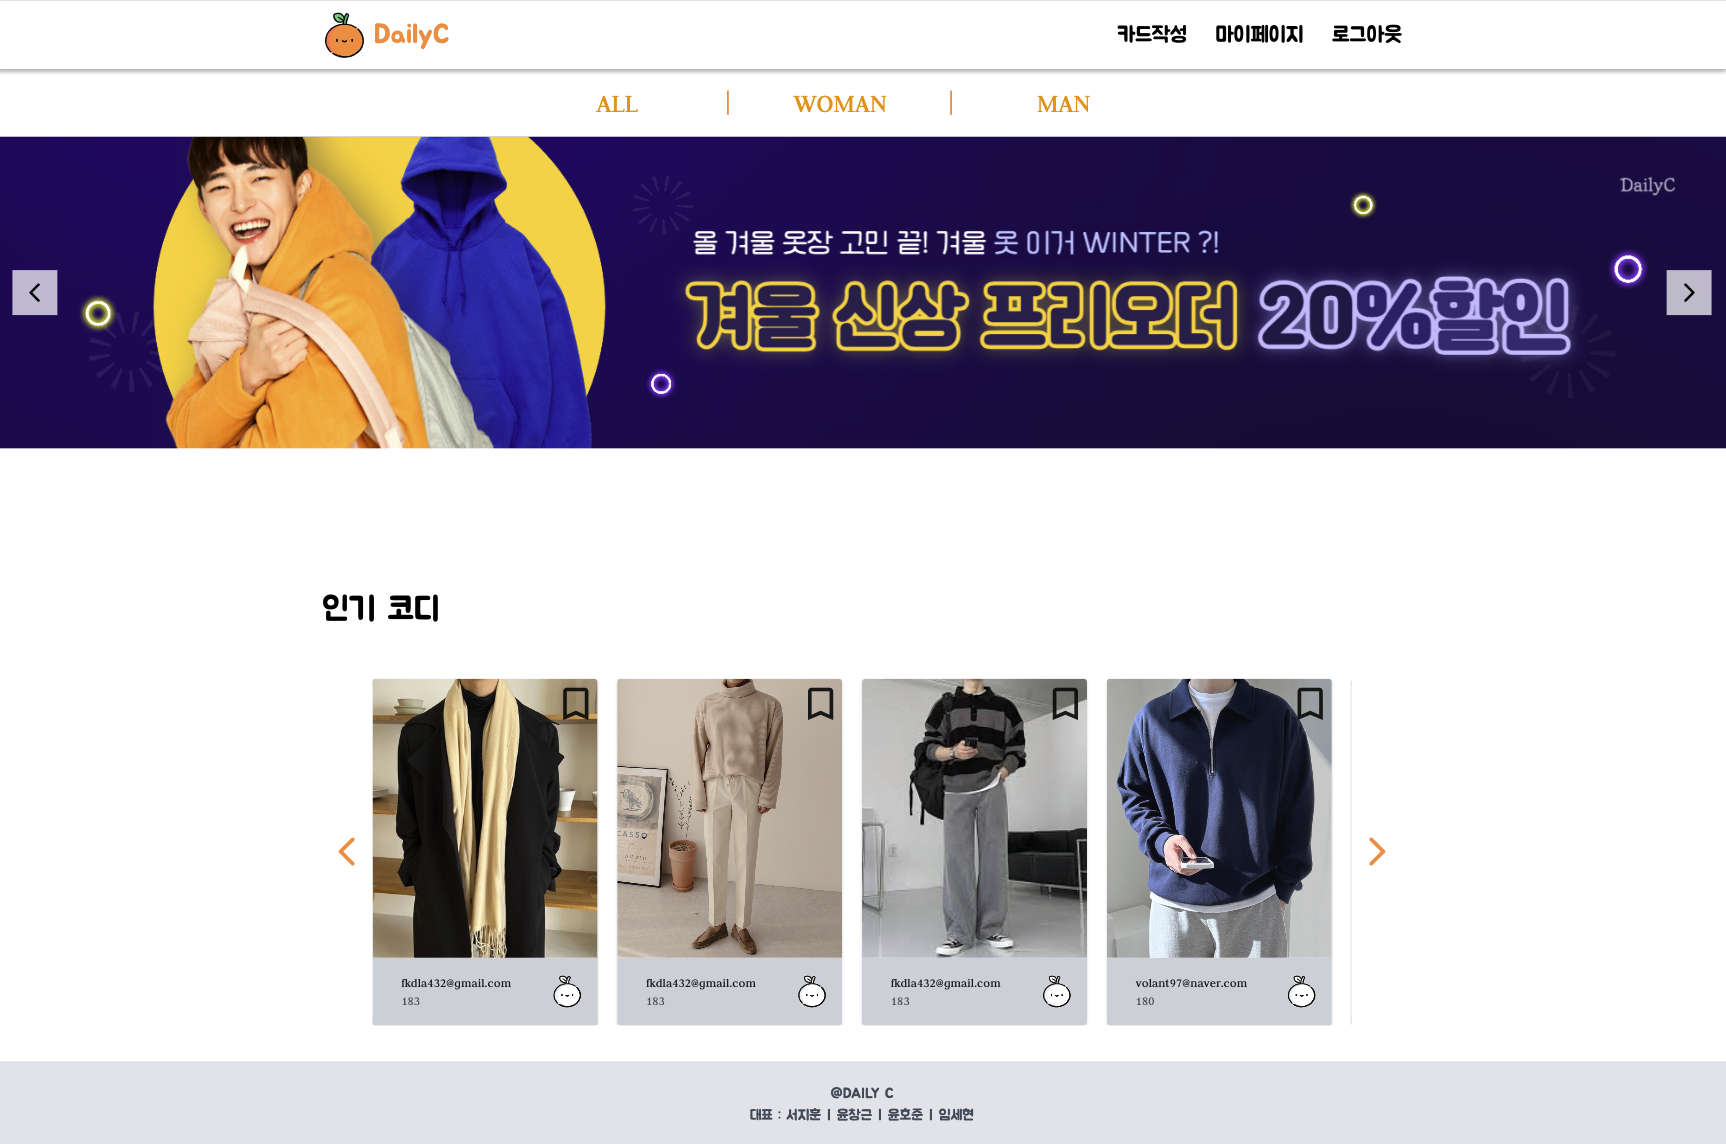 DailyC
카드작성 마이페이지 로그아웃
ALL | WOMAN | MAN
DailyC
올 겨울 옷장 고민 끝! 겨울 옷 이거 WINTER ?!
겨울 신상 프리오더 20%할인
인기 코디
CASSO
fkdla432@gmail.com
183
fkdla432@gmail.com
183
fkdla432@gmail.com
183
volant97@naver.com
180
@DAILY C
대표 : 서지훈 | 윤창근 | 윤호준 | 임세현